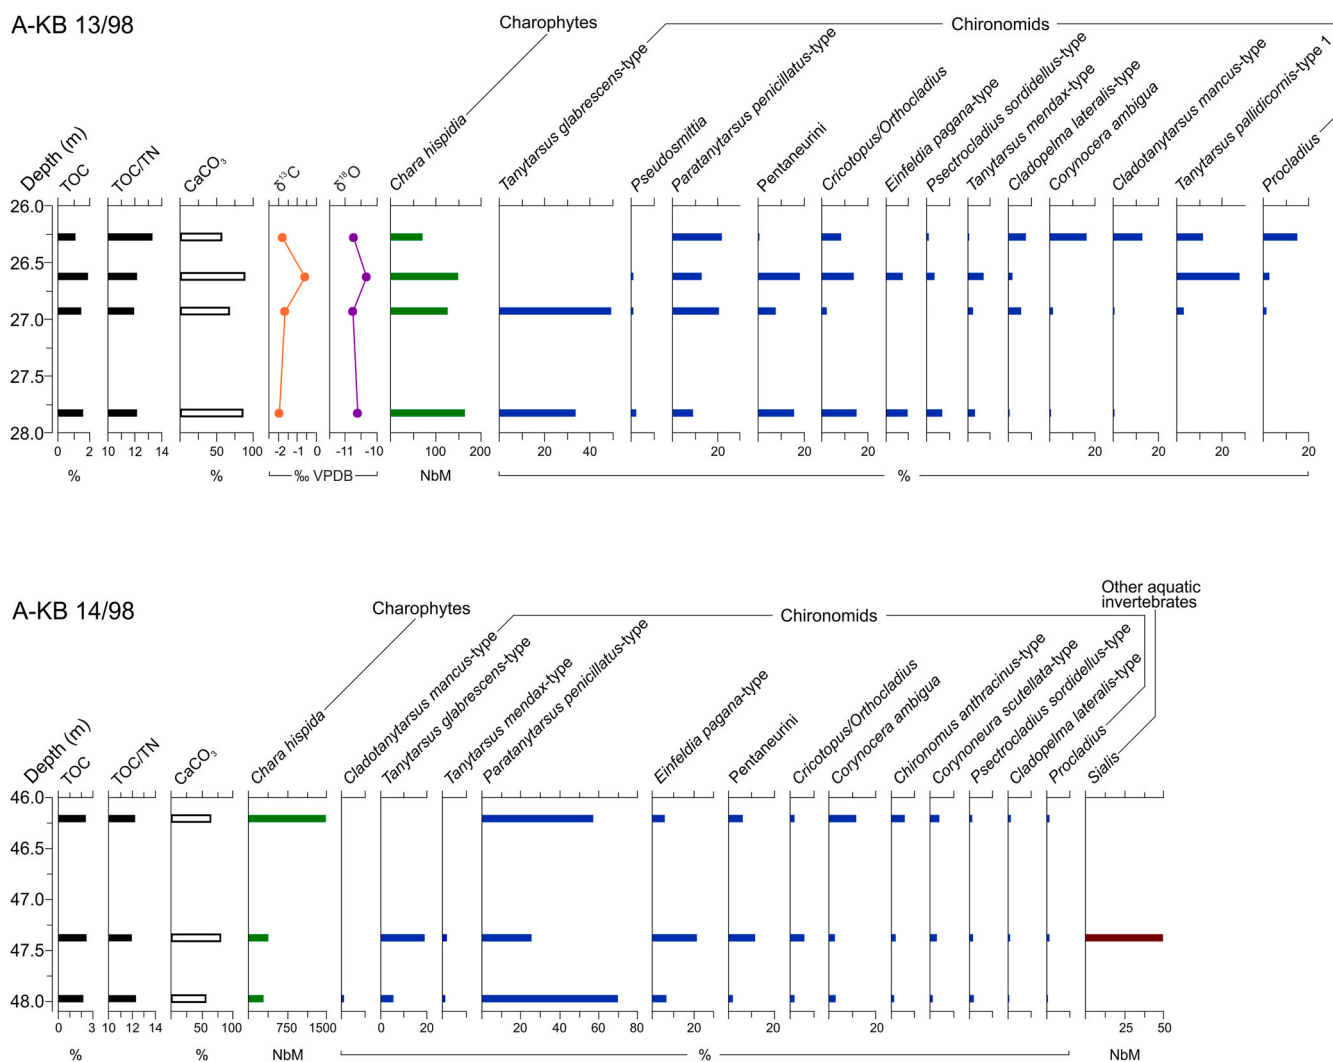 A-KB 13/98
Charophytes
Chironomids
Depth (m)
TOC
TOC/TN
CaCO₃
δ¹³C
δ¹⁸O
Chara hispidia
Tanytarsus glabrescens-type
Pseudosmittia
Paratanytarsus penicillatus-type
Pentaneurini
Cricotopus/Orthocladius
Einfeldia pagana-type
Psectrocladius sordidellus-type
Tanytarsus mendax-type
Cladopelma lateralis-type
Corynocera ambigua
Cladotanytarsus mancus-type
Tanytarsus pallidicornis-type 1
Procladius
26.0
26.5
27.0
27.5
28.0
0 2 10 12 14 50 100 -2 -1 0 -11 -10 100 200 20 40 20 20 20 20 20 20 20
% % ‰ VPDB NbM %
A-KB 14/98
Charophytes
Chironomids
Other aquatic
invertebrates
Depth (m)
TOC
TOC/TN
CaCO₃
Chara hispida
Cladotanytarsus mancus-type
Tanytarsus glabrescens-type
Tanytarsus mendax-type
Paratanytarsus penicillatus-type
Einfeldia pagana-type
Pentaneurini
Cricotopus/Orthocladius
Corynocera ambigua
Chironomus anthracinus-type
Corynoneura scutellata-type
Psectrocladius sordidellus-type
Cladopelma lateralis-type
Procladius
Sialis
46.0
46.5
47.0
47.5
48.0
0 3 10 12 14 50 100 750 1500 0 20 20 40 60 80 20 20 25 50
% % NbM % NbM